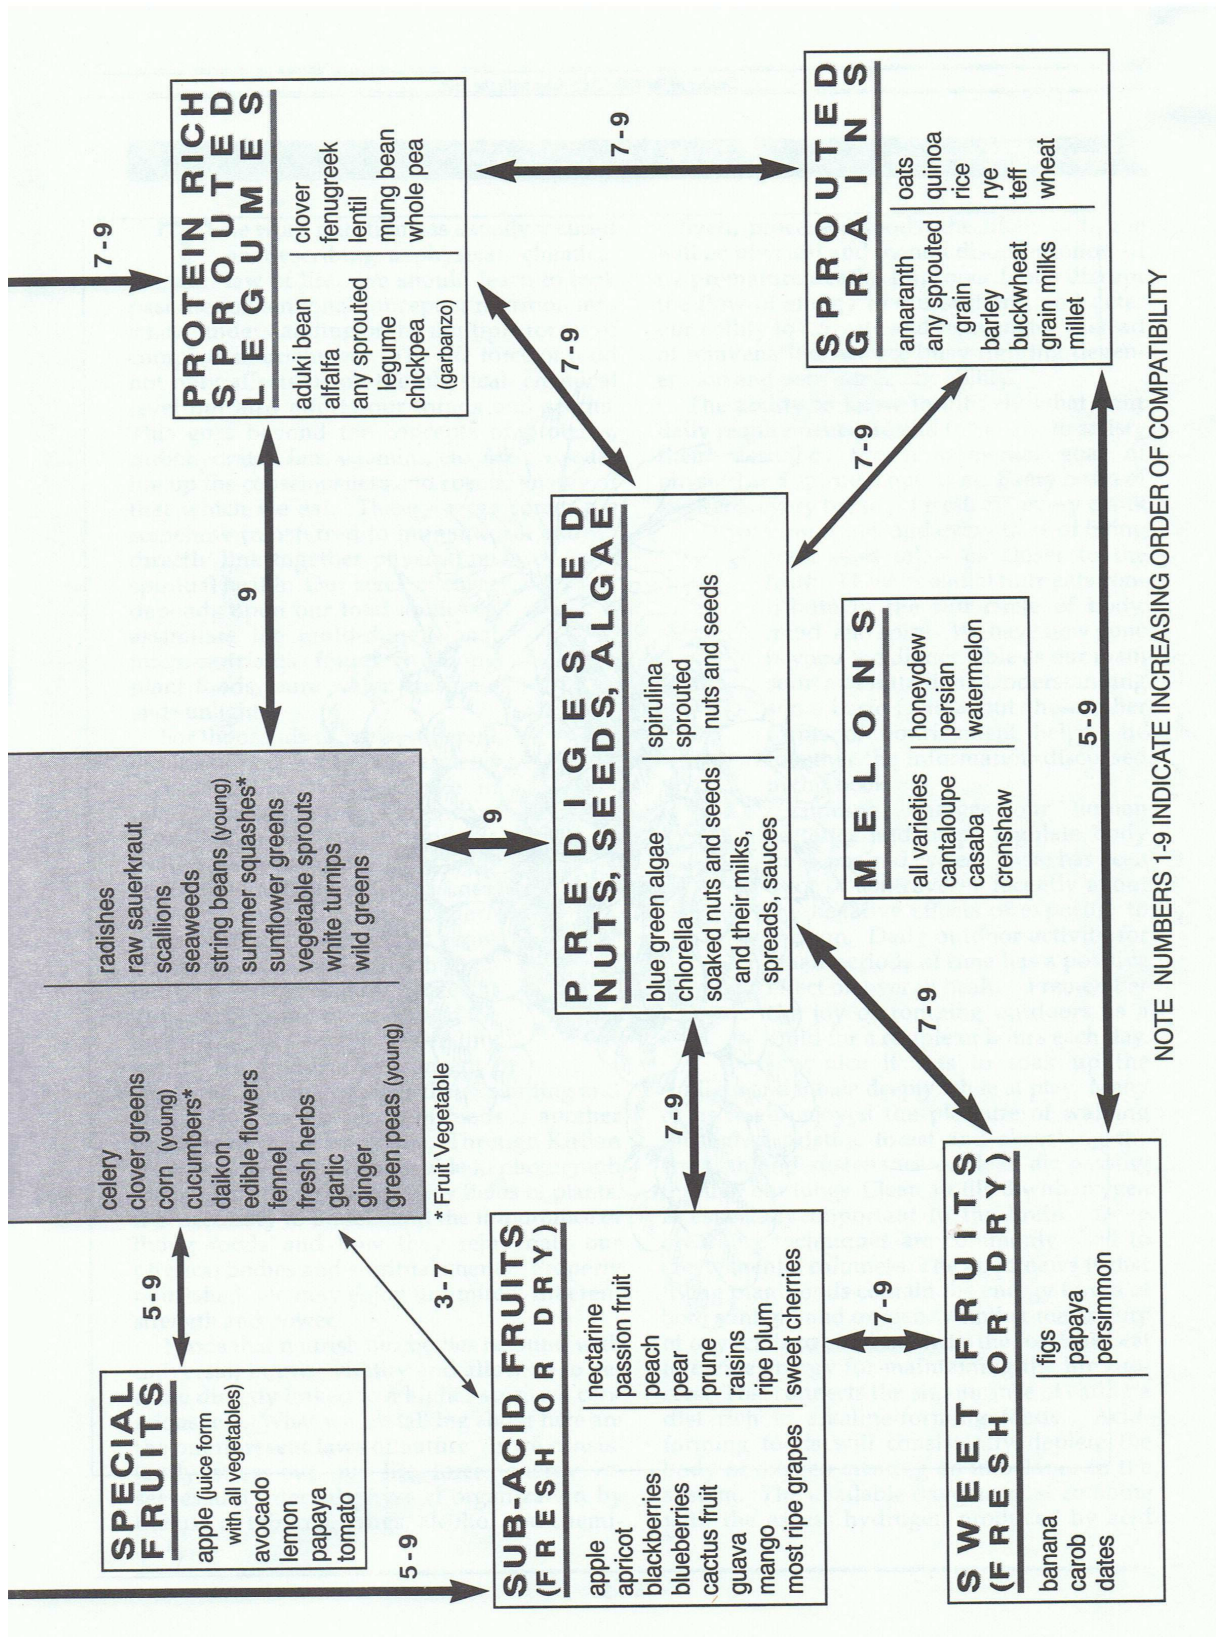 celery
clover greens
corn (young)
cucumbers*
daikon
edible flowers
fennel
fresh herbs
garlic
ginger
green peas (young)
radishes
raw sauerkraut
scallions
seaweeds
string beans (young)
summer squashes*
sunflower greens
vegetable sprouts
white turnips
wild greens
* Fruit Vegetable
5-9
SPECIAL
FRUITS
apple (juice form
with all vegetables)
avocado
lemon
papaya
tomato
3-7
5-9
SUB-ACID FRUITS
(FRESH OR DRY)
apple
apricot
blackberries
blueberries
cactus fruit
guava
mango
most ripe grapes
nectarine
passion fruit
peach
pear
prune
raisins
ripe plum
sweet cherries
7-9
SWEET FRUITS
(FRESH OR DRY)
banana
carob
dates
figs
papaya
persimmon
7-9
9
PREDIGESTED
NUTS, SEEDS, ALGAE
blue green algae
chlorella
soaked nuts and seeds
and their milks,
spreads, sauces
spirulina
sprouted
nuts and seeds
7-9
MELONS
all varieties
cantaloupe
casaba
crenshaw
honeydew
persian
watermelon
9
7-9
PROTEIN RICH
SPROUTED
LEGUMES
aduki bean
alfalfa
any sprouted
legume
chickpea
(garbanzo)
clover
fenugreek
lentil
mung bean
whole pea
7-9
7-9
7-9
SPROUTED
GRAINS
amaranth
any sprouted
grain
barley
buckwheat
grain milks
millet
oats
quinoa
rice
rye
teff
wheat
5-9
NOTE NUMBERS 1-9 INDICATE INCREASING ORDER OF COMPATIBILITY